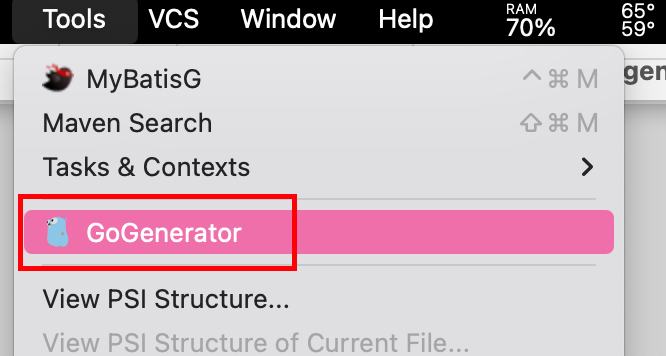 Tools VCS Window Help RAM 70% 65° 59°
MyBatisG ⌃⌘M
gen
Maven Search ⇧⌘M
Tasks & Contexts
GoGenerator
View PSI Structure...
View PSI Structure of Current File...